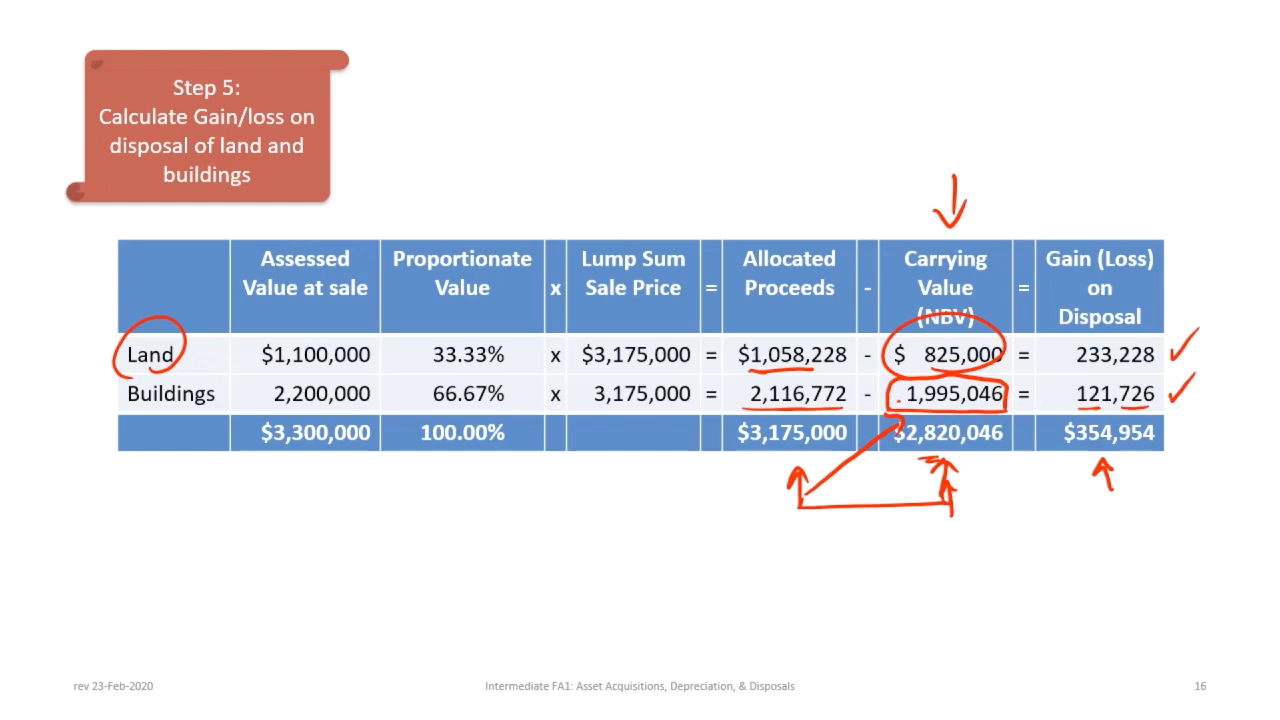 Step 5:
Calculate Gain/loss on
disposal of land and
buildings
Assessed Value at sale Proportionate Value x Lump Sum Sale Price = Allocated Proceeds - Carrying Value (NBV) = Gain (Loss) on Disposal
Land $1,100,000 33.33% x $3,175,000 = $1,058,228 - $ 825,000 = 233,228
Buildings 2,200,000 66.67% x 3,175,000 = 2,116,772 - 1,995,046 = 121,726
$3,300,000 100.00% $3,175,000 $2,820,046 $354,954
rev 23-Feb-2020 Intermediate FA1: Asset Acquisitions, Depreciation, & Disposals 16